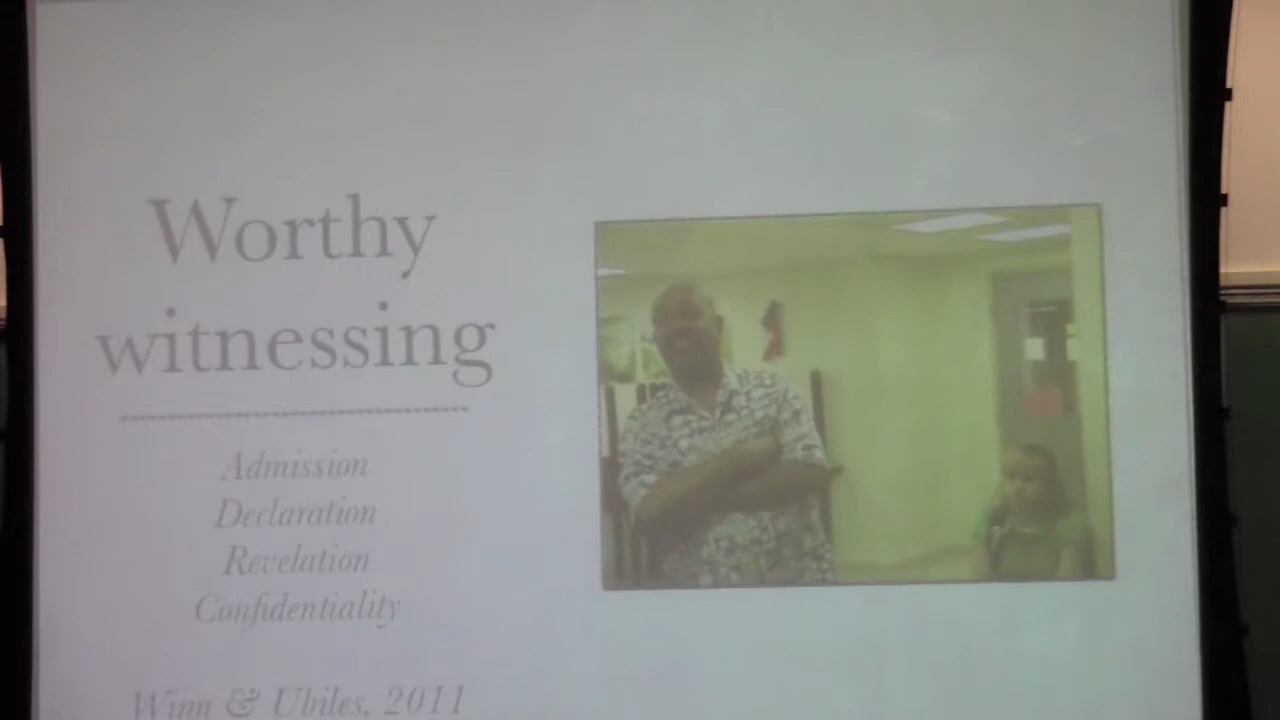 Worthy
witnessing
Admission
Declaration
Revelation
Confidentiality
Winn & Ubiles, 2011